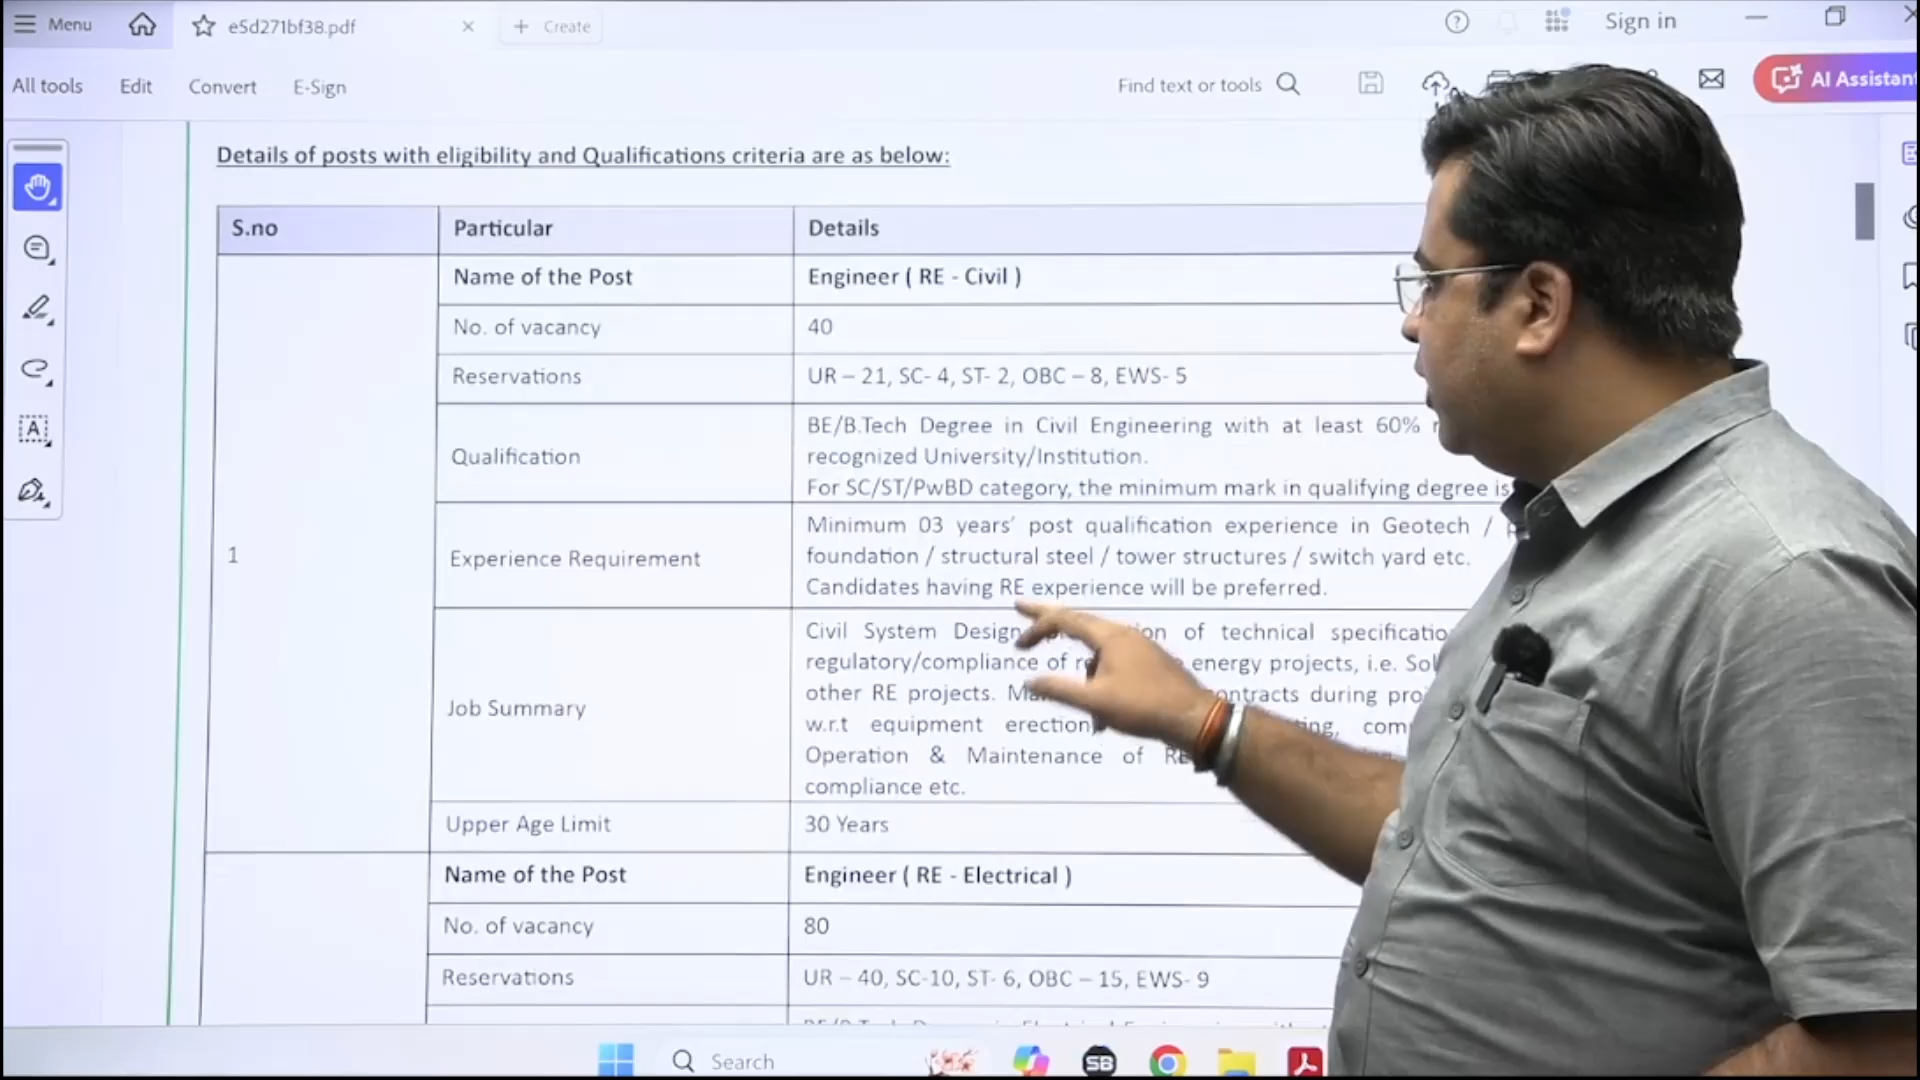 Menu
e5d271bf38.pdf
Create
Sign in
All tools
Edit
Convert
E-Sign
Find text or tools
AI Assistan
Details of posts with eligibility and Qualifications criteria are as below:
S.no Particular Details
Name of the Post Engineer ( RE - Civil )
No. of vacancy 40
Reservations UR – 21, SC- 4, ST- 2, OBC – 8, EWS- 5
Qualification
BE/B.Tech Degree in Civil Engineering with at least 60%
recognized University/Institution.
For SC/ST/PwBD category, the minimum mark in qualifying degree is
1
Experience Requirement
Minimum 03 years' post qualification experience in Geotech /
foundation / structural steel / tower structures / switch yard etc.
Candidates having RE experience will be preferred.
Job Summary
Civil System Design of technical
regulatory/compliance of energy projects, i.e.
other RE projects. during
w.r.t equipment erection,
Operation & Maintenance of RE
compliance etc.
Upper Age Limit 30 Years
Name of the Post Engineer ( RE - Electrical )
No. of vacancy 80
Reservations UR – 40, SC-10, ST- 6, OBC – 15, EWS- 9
Search
SB